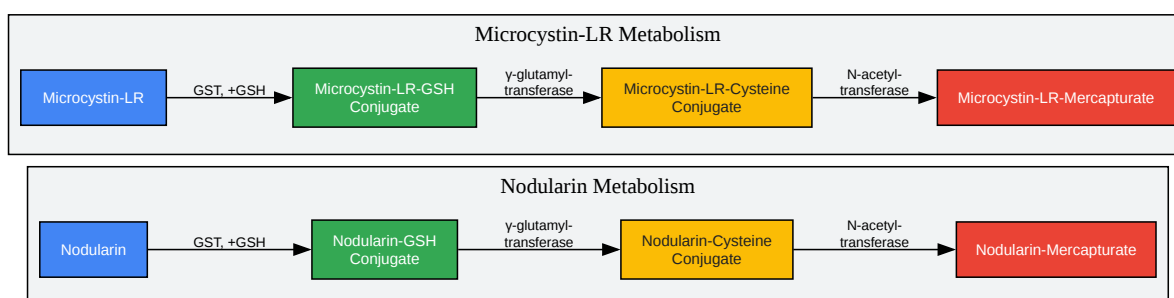 Microcystin-LR Metabolism
Microcystin-LR
GST, +GSH
Microcystin-LR-GSH
Conjugate
γ-glutamyl-
transferase
Microcystin-LR-Cysteine
Conjugate
N-acetyl-
transferase
Microcystin-LR-Mercapturate
Nodularin Metabolism
Nodularin
GST, +GSH
Nodularin-GSH
Conjugate
γ-glutamyl-
transferase
Nodularin-Cysteine
Conjugate
N-acetyl-
transferase
Nodularin-Mercapturate